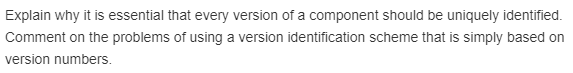 Explain why it is essential that every version of a component should be uniquely identified.
Comment on the problems of using a version identification scheme that is simply based on
version numbers.